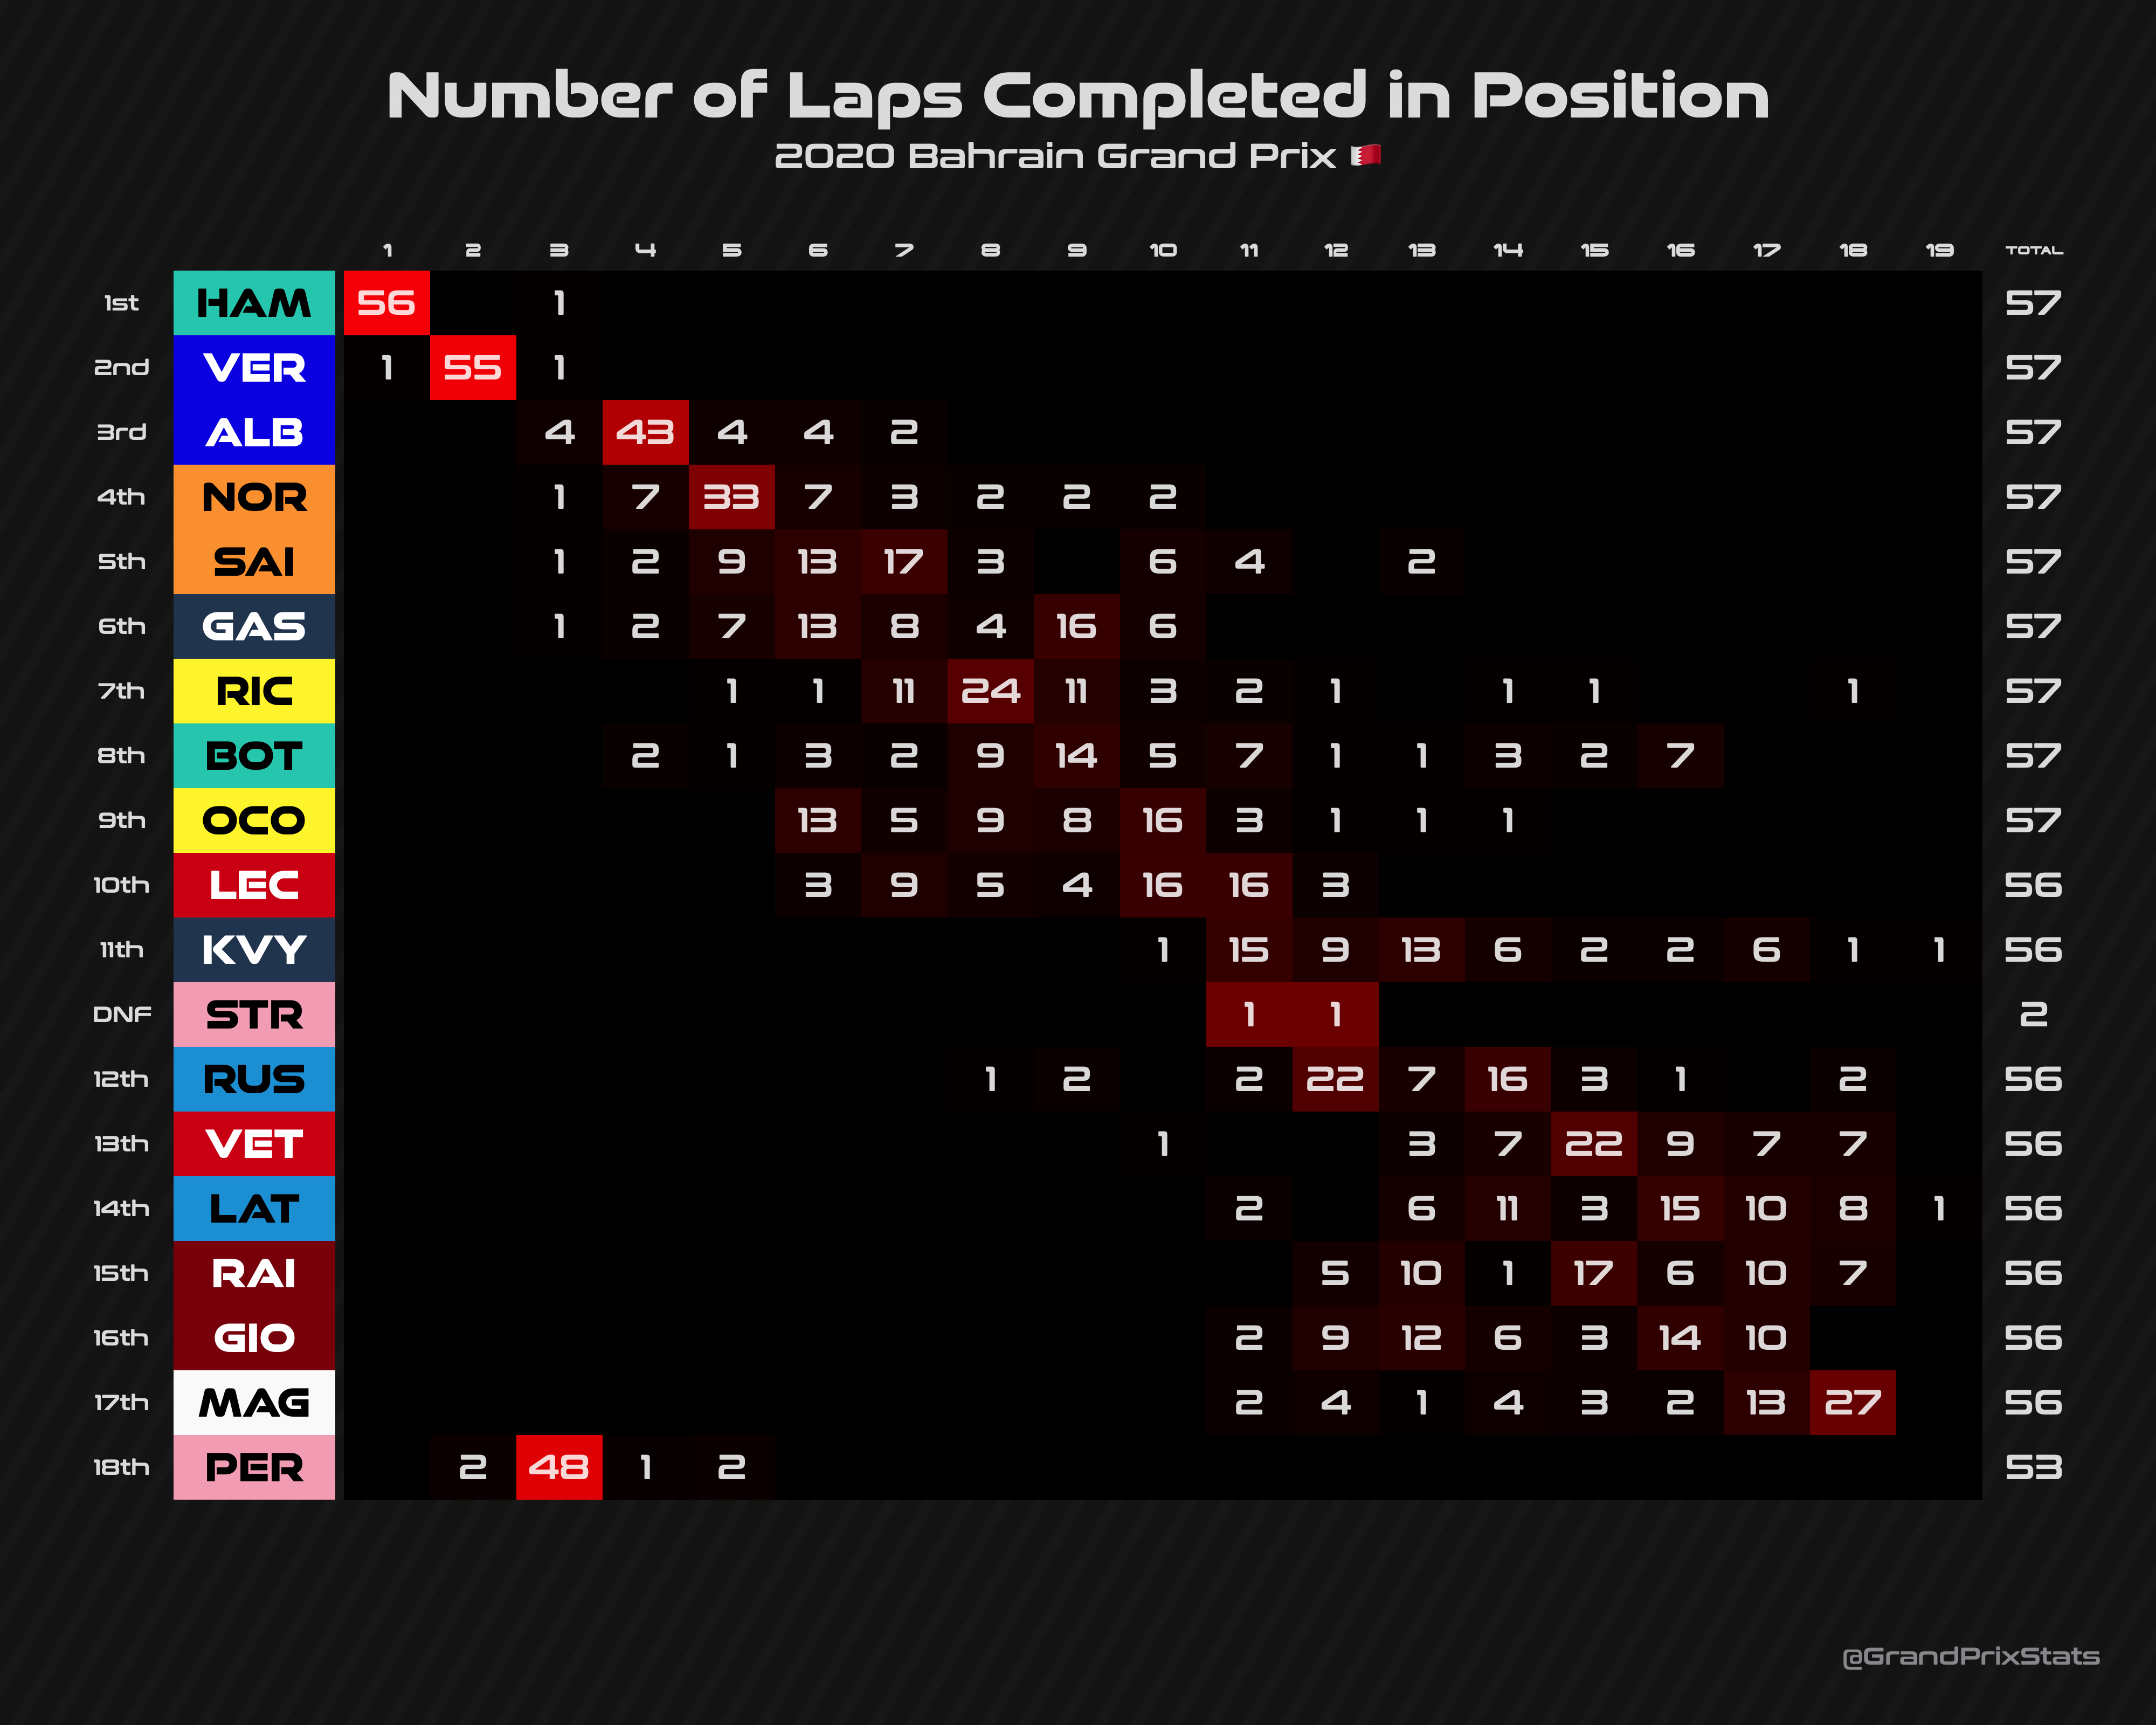 Number of Laps Completed in Position
2020 Bahrain Grand Prix
1 2 3 4 5 6 7 8 9 10 11 12 13 14 15 16 17 18 19 TOTAL
1st HAM 56 1 57
2nd VER 1 55 1 57
3rd ALB 4 43 4 4 2 57
4th NOR 1 7 33 7 3 2 2 2 57
5th SAI 1 2 9 13 17 3 6 4 2 57
6th GAS 1 2 7 13 8 4 16 6 57
7th RIC 1 1 11 24 11 3 2 1 1 1 1 57
8th BOT 2 1 3 2 9 14 5 7 1 1 3 2 7 57
9th OCO 13 5 9 8 16 3 1 1 1 57
10th LEC 3 9 5 4 16 16 3 56
11th KVY 1 15 9 13 6 2 2 6 1 1 56
DNF STR 1 1 2
12th RUS 1 2 2 22 7 16 3 1 2 56
13th VET 1 3 7 22 9 7 7 56
14th LAT 2 6 11 3 15 10 8 1 56
15th RAI 5 10 1 17 6 10 7 56
16th GIO 2 9 12 6 3 14 10 56
17th MAG 2 4 1 4 3 2 13 27 56
18th PER 2 48 1 2 53
@GrandPrixStats